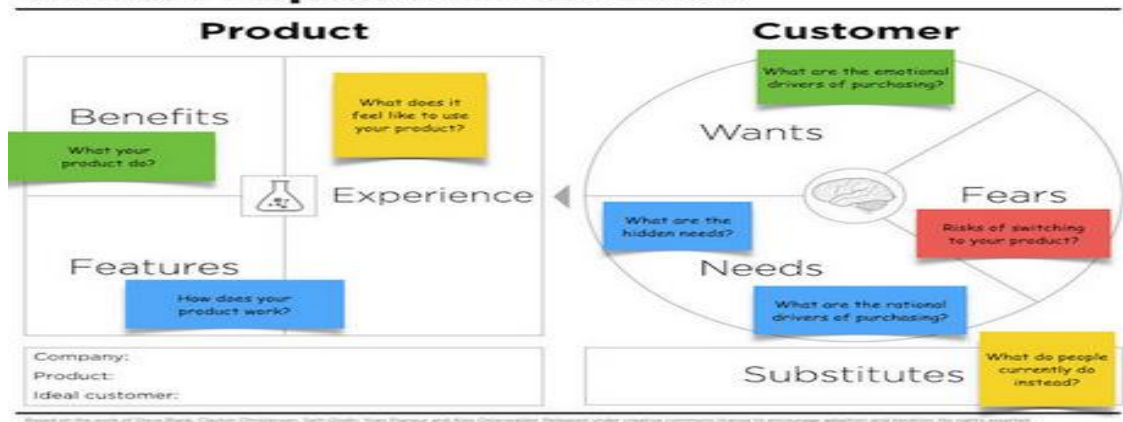 Product
Customer
Benefits
What your
product do?
What does it
feel like to use
your product?
Experience
Features
How does your
product work?
Company:
Product:
Ideal customer:
What are the emotional
drivers of purchasing?
Wants
Fears
Risks of switching
to your product?
What are the
hidden needs?
Needs
What are the rational
drivers of purchasing?
Substitutes
What do people
currently do
instead?